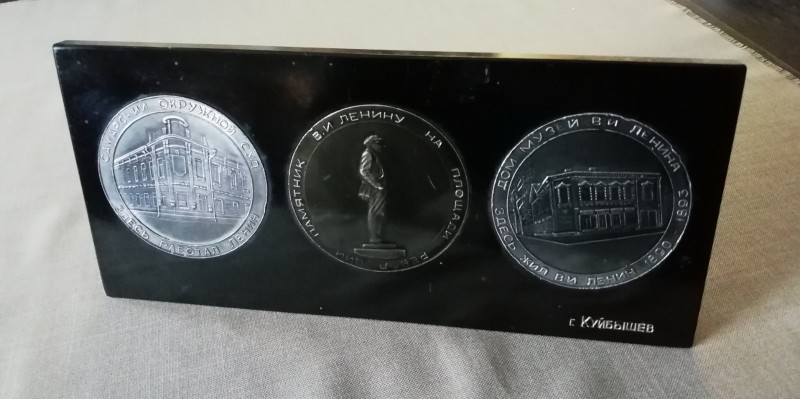 САМАРСКИЙ ОКРУЖНОЙ СУД
ЗДЕСЬ РАБОТАЛ ЛЕНИН
ПАМЯТНИК В.И ЛЕНИНУ НА ПЛОЩАДИ
ДОМ МУЗЕЙ В И ЛЕНИНА
ЗДЕСЬ ЖИЛ В И ЛЕНИН 1890-1893
г. КУЙБЫШЕВ